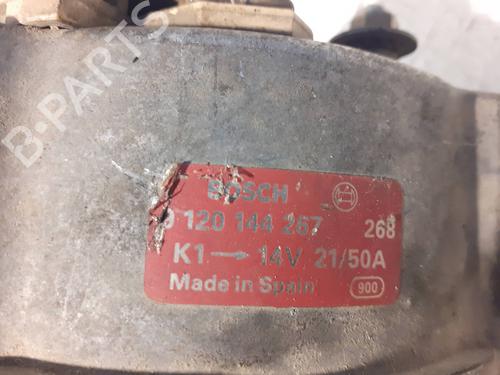 B-PARTS
BOSCH
0 120 144 267 268
K1→ 14V 21/50A
Made in Spain 900